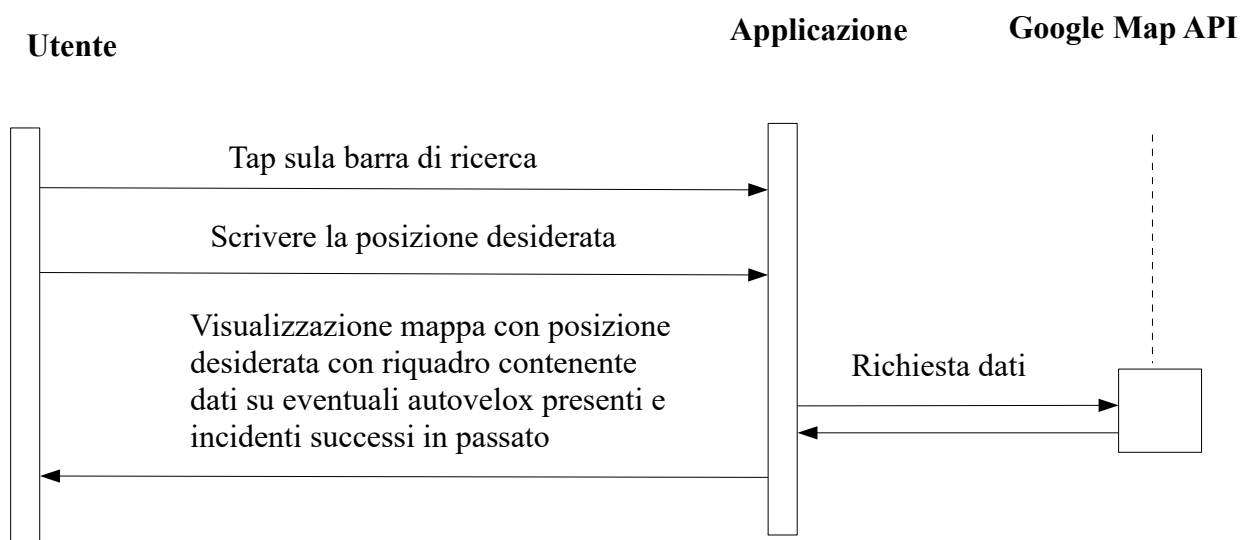 Utente
Applicazione
Google Map API
Tap sulla barra di ricerca
Scrivere la posizione desiderata
Visualizzazione mappa con posizione
desiderata con riquadro contenente
dati su eventuali autovelox presenti e
incidenti successi in passato
Richiesta dati